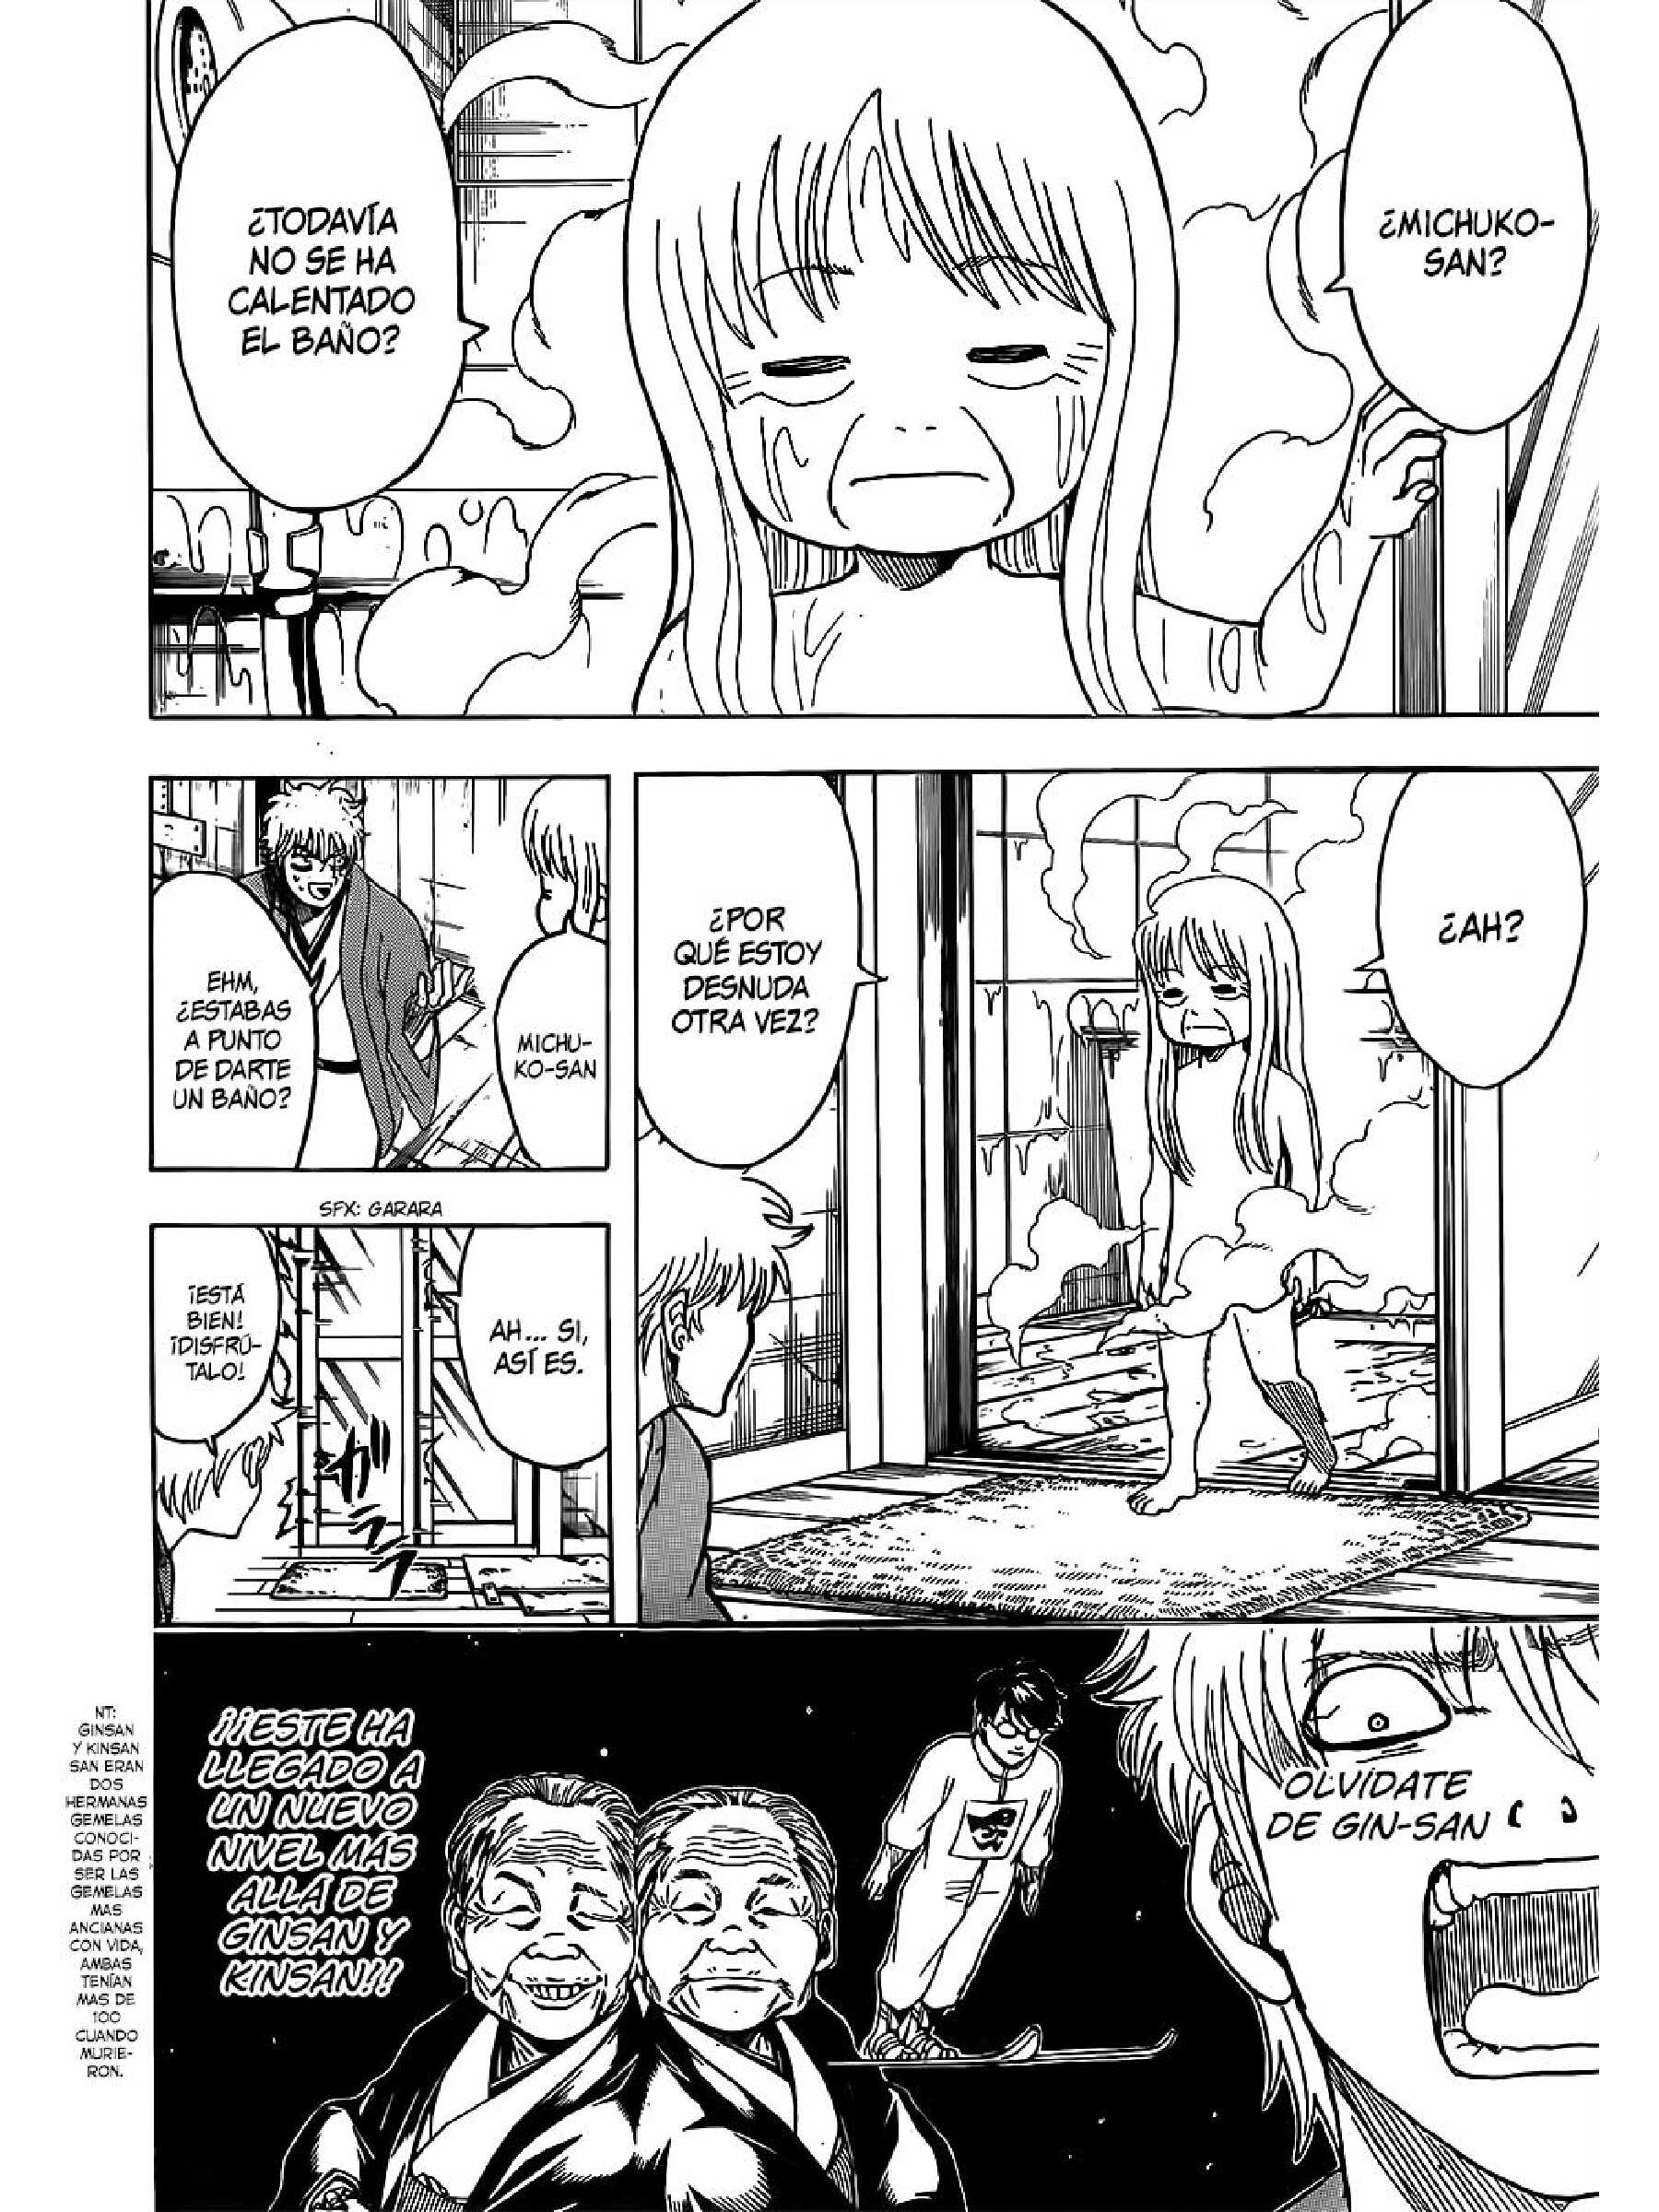 ¿MICHUKO-
SAN?
¿TODAVÍA
NO SE HA
CALENTADO
EL BAÑO?
¿AH?
¿POR
QUÉ ESTOY
DESNUDA
OTRA VEZ?
MICHU-
KO-SAN
EHM,
¿ESTABAS
A PUNTO
DE DARTE
UN BAÑO?
SFX: GARARA
AH... SI,
ASÍ ES.
¡ESTÁ
BIEN!
¡DISFRÚ-
TALO!
ガララ
OLVÍDATE
DE GIN-SAN
¡¡ESTE HA
LLEGADO A
UN NUEVO
NIVEL MÁS
ALLÁ DE
GINSAN Y
KINSAN!!
NT:
GINSAN
Y KINSAN
SAN ERAN
DOS
HERMANAS
GEMELAS
CONOCI-
DAS POR
SER LAS
GEMELAS
MAS
ANCIANAS
CON VIDA,
AMBAS
TENÍAN
MAS DE
100
CUANDO
MURIE-
RON.